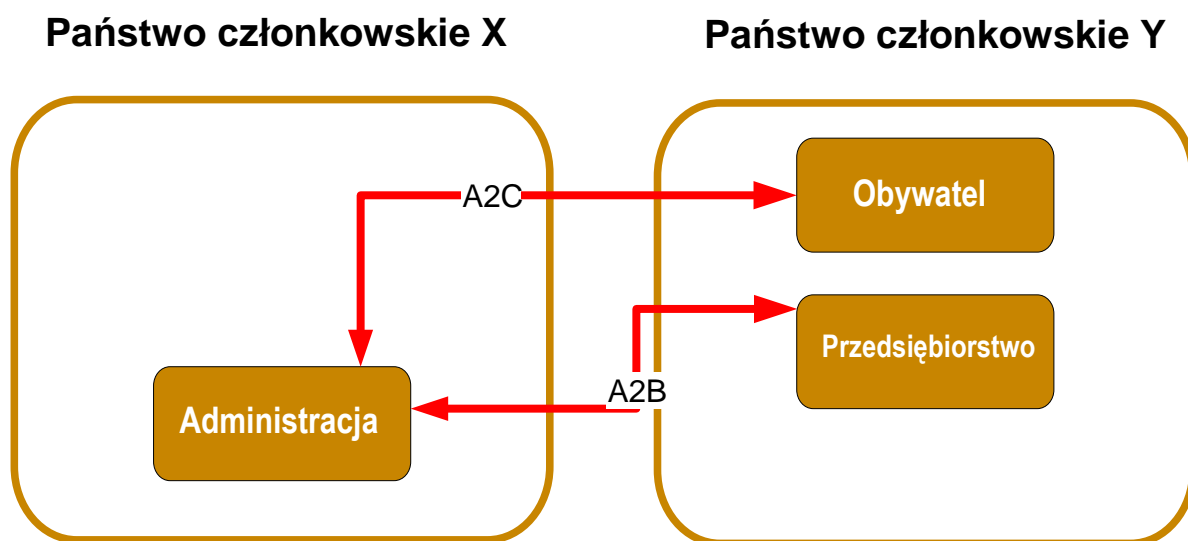 Państwo członkowskie X
Państwo członkowskie Y
A2C
Obywatel
Przedsiębiorstwo
A2B
Administracja